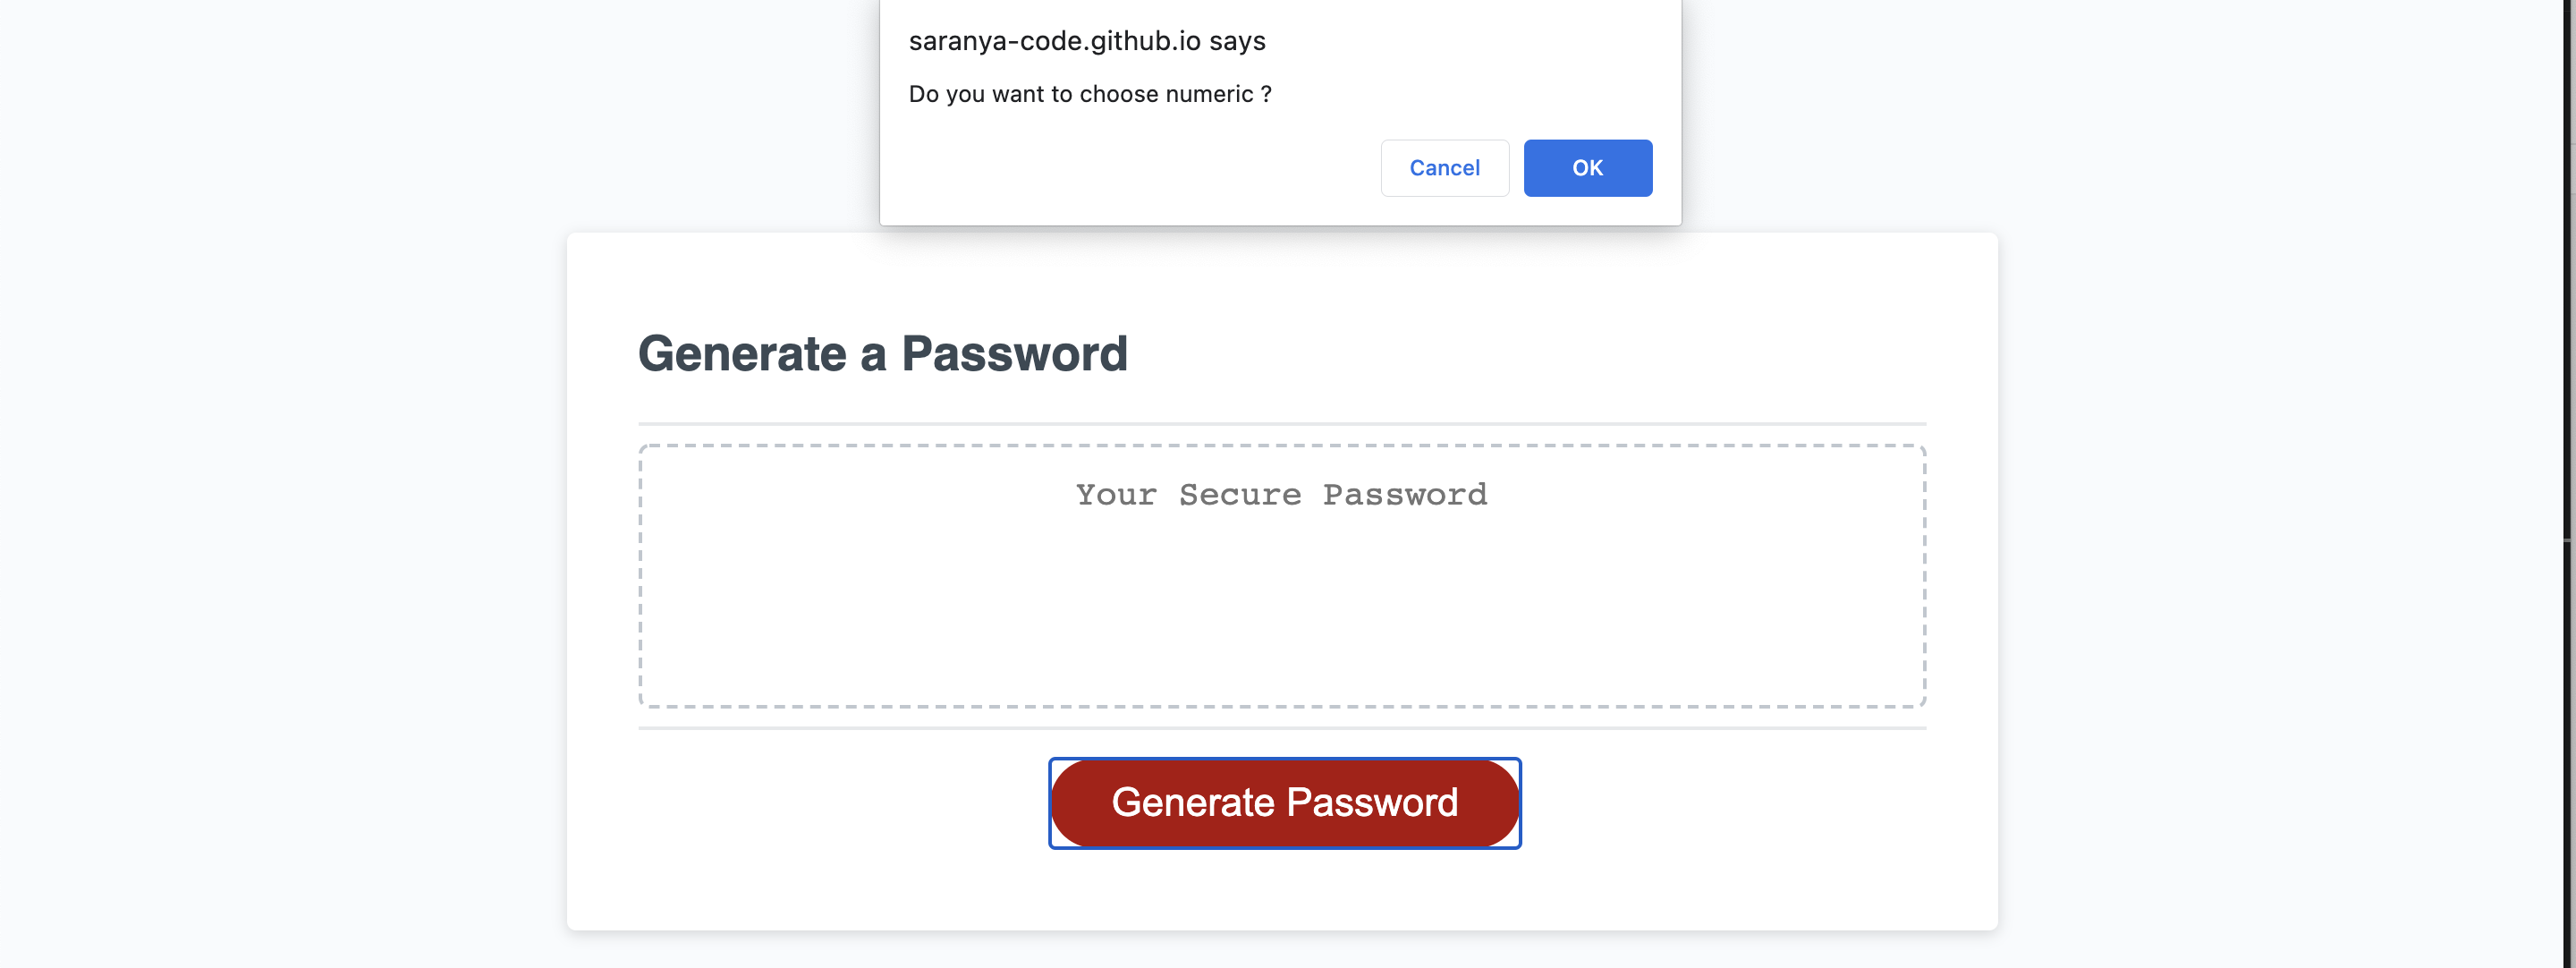 saranya-code.github.io says
Do you want to choose numeric ?
Cancel
OK
Generate a Password
Your Secure Password
Generate Password